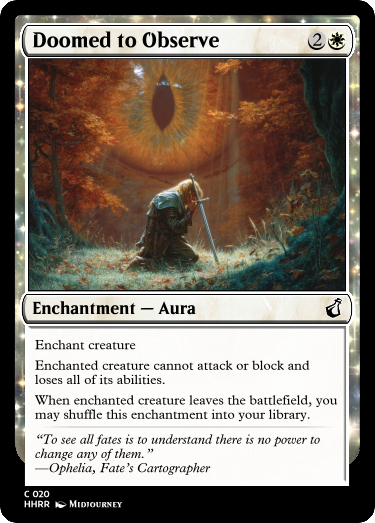 Doomed to Observe 2
Enchantment — Aura
Enchant creature
Enchanted creature cannot attack or block and
loses all of its abilities.
When enchanted creature leaves the battlefield, you
may shuffle this enchantment into your library.
“To see all fates is to understand there is no power to
change any of them.”
—Ophelia, Fate’s Cartographer
C 020
HHRR Midjourney